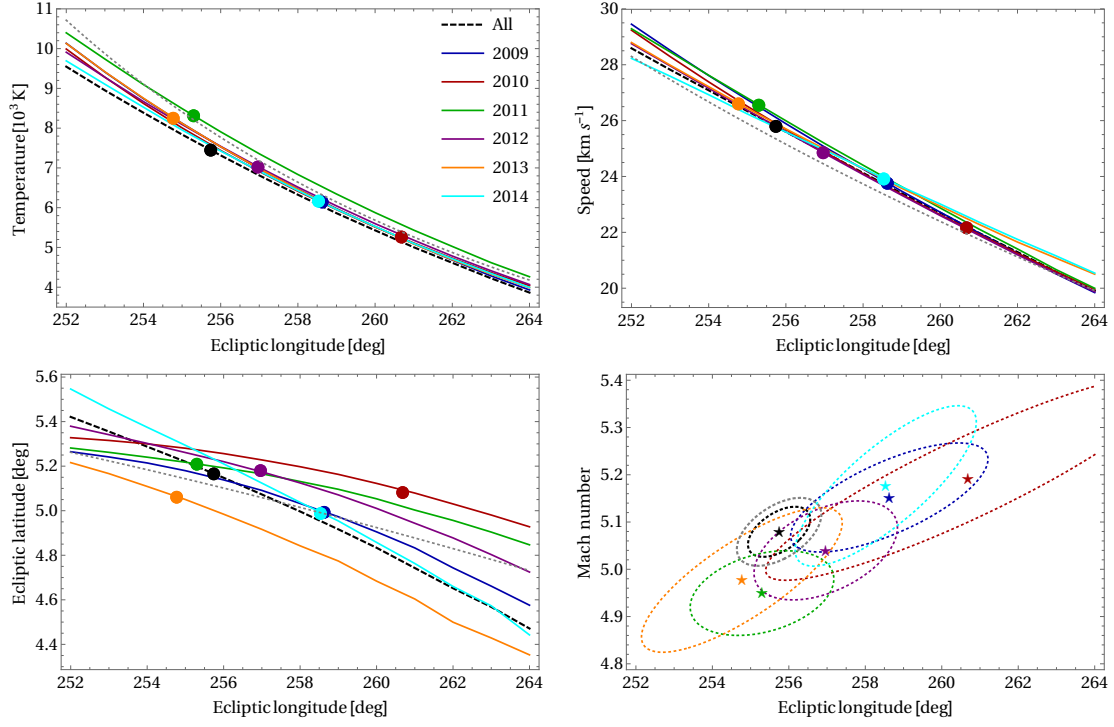 11
10
9
8
7
6
5
4
Temperature [10³ K]
252 254 256 258 260 262 264
Ecliptic longitude [deg]
All
2009
2010
2011
2012
2013
2014
30
28
26
24
22
20
Speed [km s⁻¹]
252 254 256 258 260 262 264
Ecliptic longitude [deg]
5.6
5.4
5.2
5.0
4.8
4.6
4.4
Ecliptic latitude [deg]
252 254 256 258 260 262 264
Ecliptic longitude [deg]
5.4
5.3
5.2
5.1
5.0
4.9
4.8
Mach number
252 254 256 258 260 262 264
Ecliptic longitude [deg]